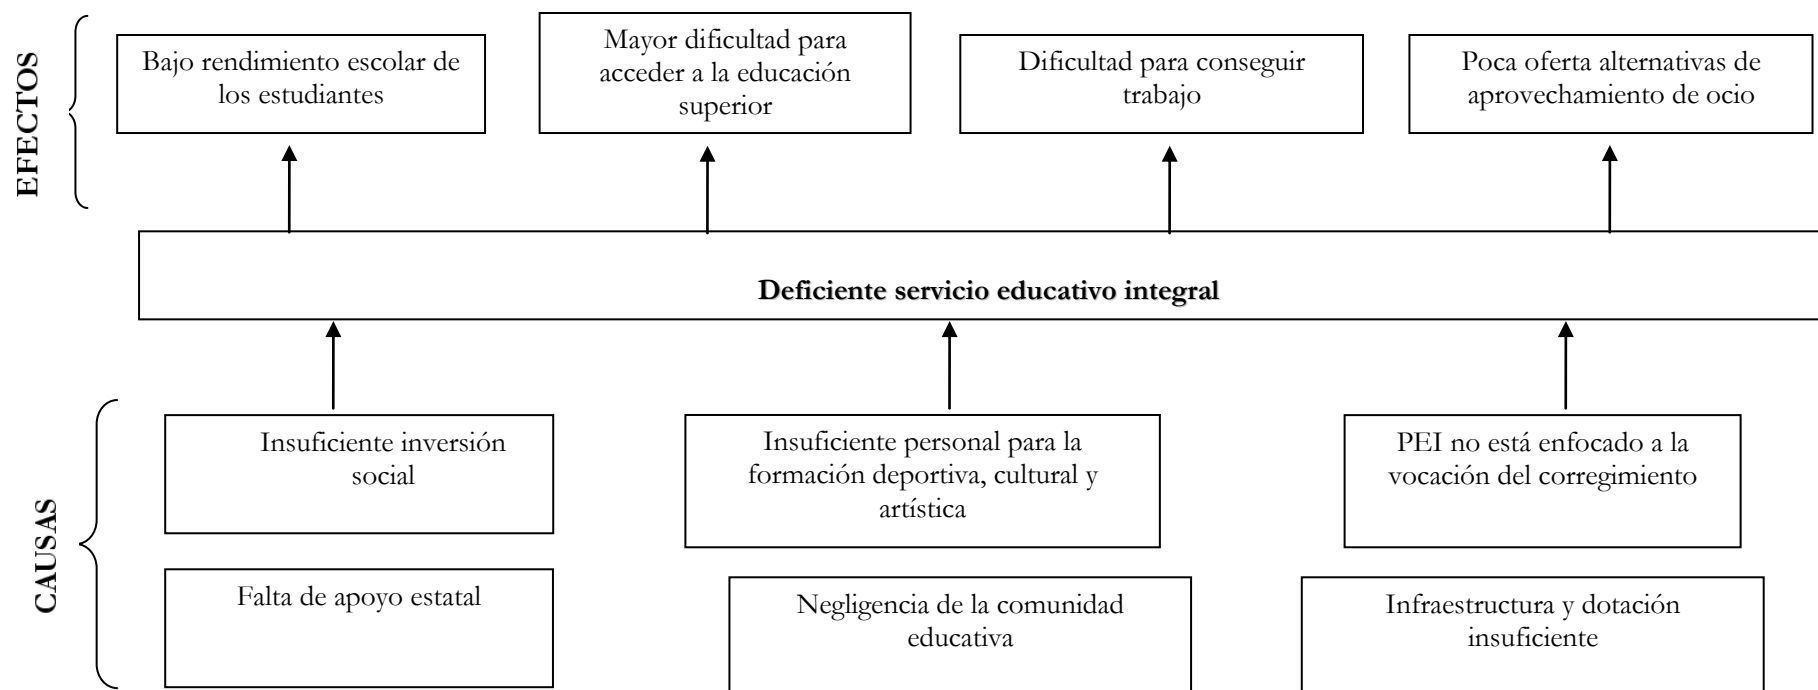 EFECTOS
Bajo rendimiento escolar de
los estudiantes
Mayor dificultad para
acceder a la educación
superior
Dificultad para conseguir
trabajo
Poca oferta alternativas de
aprovechamiento de ocio
Deficiente servicio educativo integral
CAUSAS
Insuficiente inversión
social
Insuficiente personal para la
formación deportiva, cultural y
artística
PEI no está enfocado a la
vocación del corregimiento
Falta de apoyo estatal
Negligencia de la comunidad
educativa
Infraestructura y dotación
insuficiente